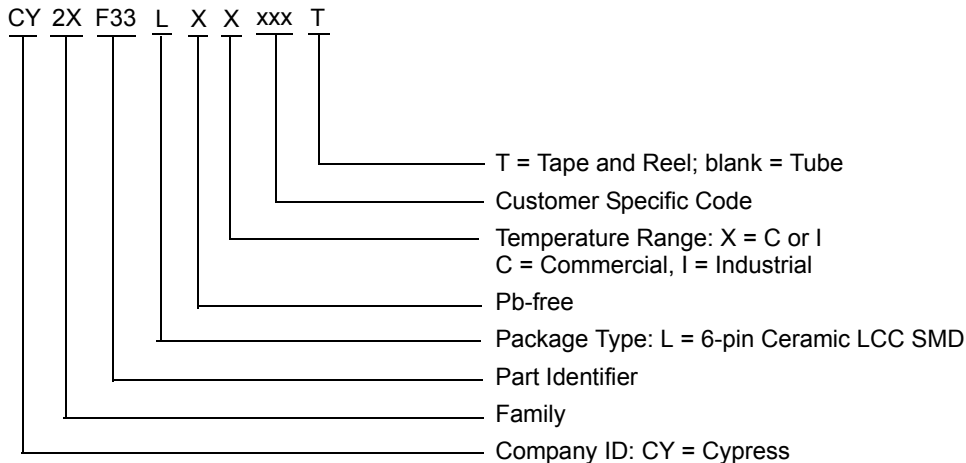 CY 2X F33 L X X xxx T
T = Tape and Reel; blank = Tube
Customer Specific Code
Temperature Range: X = C or I
C = Commercial, I = Industrial
Pb-free
Package Type: L = 6-pin Ceramic LCC SMD
Part Identifier
Family
Company ID: CY = Cypress